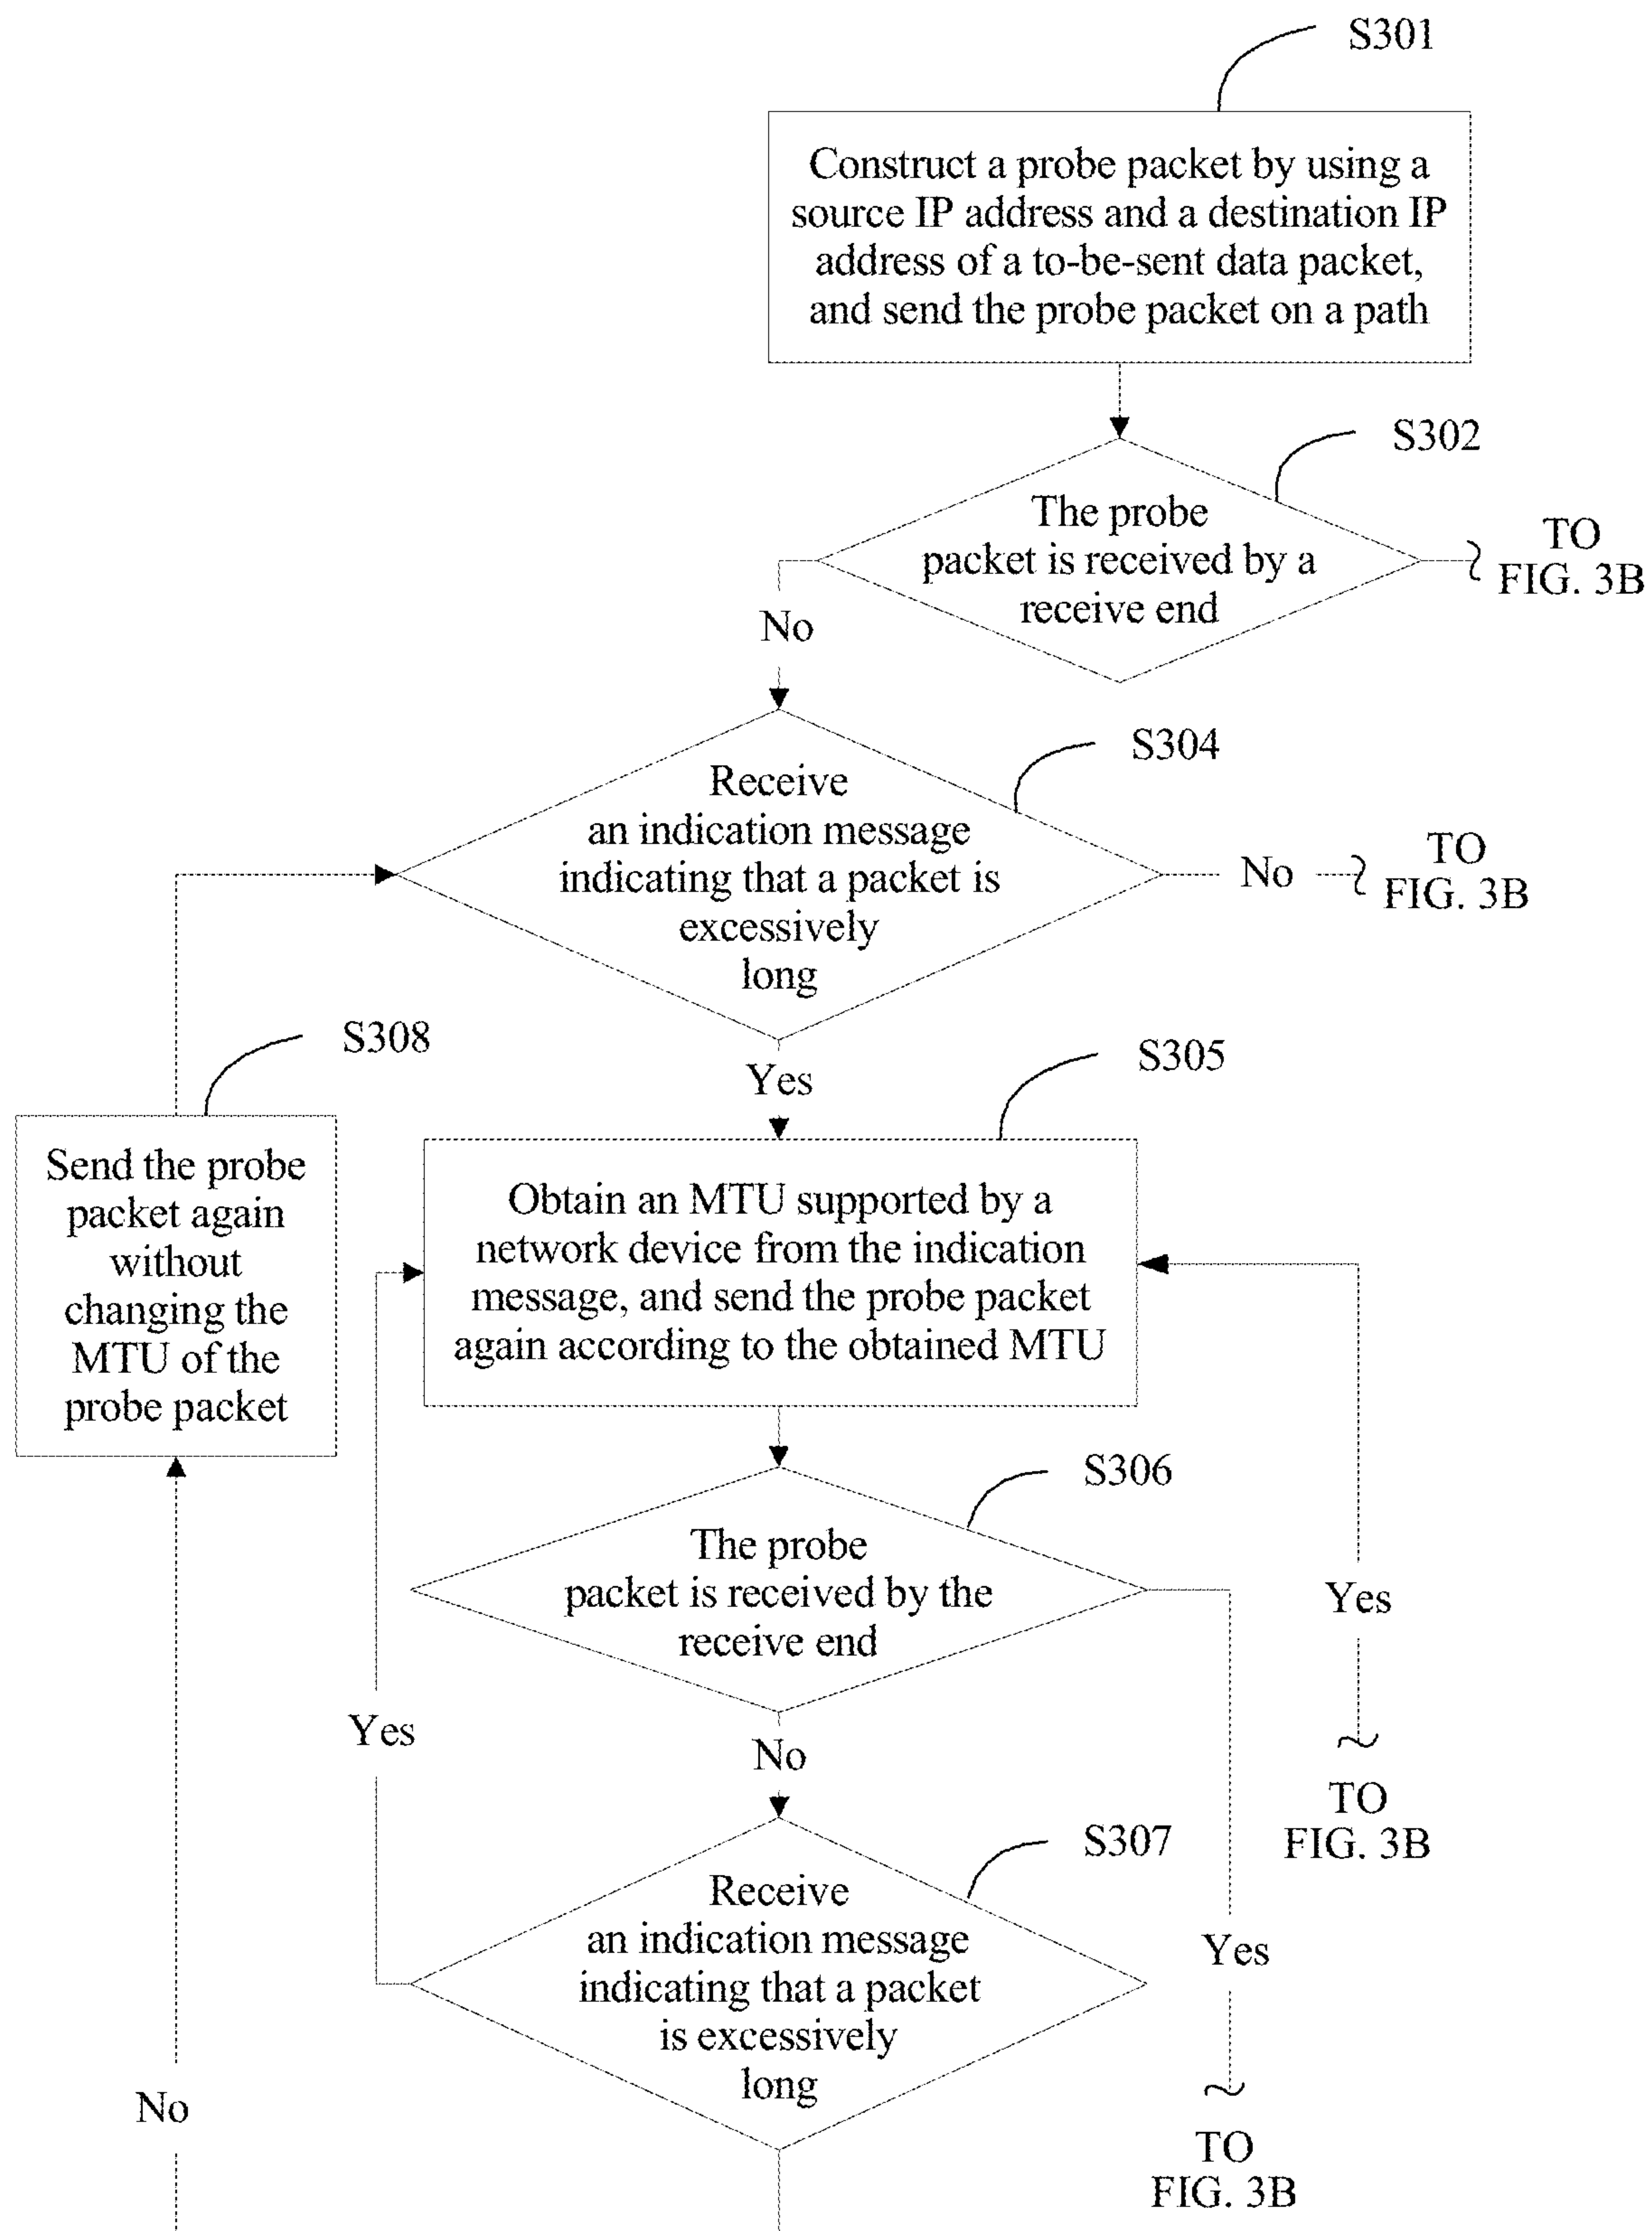 S301
Construct a probe packet by using a
source IP address and a destination IP
address of a to-be-sent data packet,
and send the probe packet on a path
S302
The probe
packet is received by a
receive end
TO
FIG. 3B
No
S304
Receive
an indication message
indicating that a packet is
excessively
long
No
TO
FIG. 3B
S308
Yes
S305
Send the probe
packet again
without
changing the
MTU of the
probe packet
Obtain an MTU supported by a
network device from the indication
message, and send the probe packet
again according to the obtained MTU
S306
The probe
packet is received by the
receive end
Yes
Yes
No
TO
FIG. 3B
S307
Receive
an indication message
indicating that a packet
is excessively
long
Yes
No
TO
FIG. 3B